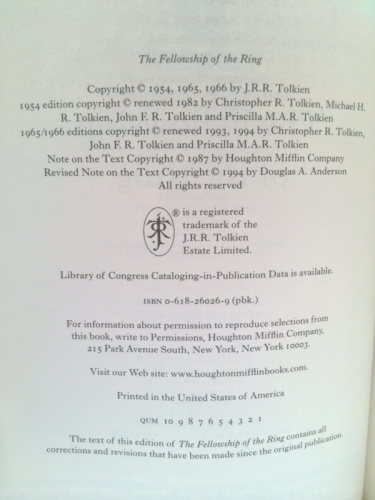 The Fellowship of the Ring
Copyright © 1954, 1965, 1966 by J.R.R. Tolkien
1954 edition copyright © renewed 1982 by Christopher R. Tolkien, Michael H.
R. Tolkien, John F. R. Tolkien and Priscilla M.A.R. Tolkien
1965/1966 editions copyright © renewed 1993, 1994 by Christopher R. Tolkien,
John F. R. Tolkien and Priscilla M.A.R. Tolkien
Note on the Text Copyright © 1987 by Houghton Mifflin Company
Revised Note on the Text Copyright © 1994 by Douglas A. Anderson
All rights reserved
® is a registered
trademark of the
J.R.R. Tolkien
Estate Limited.
Library of Congress Cataloging-in-Publication Data is available.
ISBN 0-618-26026-9 (pbk.)
For information about permission to reproduce selections from
this book, write to Permissions, Houghton Mifflin Company,
215 Park Avenue South, New York, New York 10003.
Visit our Web site: www.houghtonmifflinbooks.com.
Printed in the United States of America
QUM 10 9 8 7 6 5 4 3 2 1
The text of this edition of The Fellowship of the Ring contains all
corrections and revisions that have been made since the original publication.